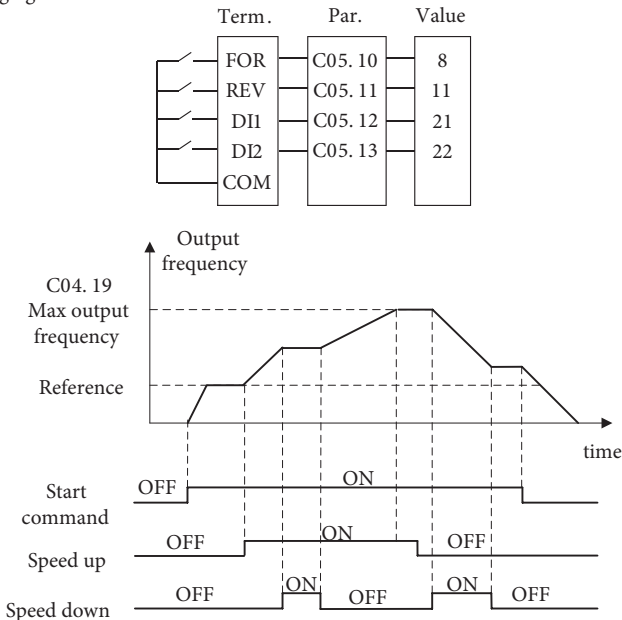 Term. Par. Value
FOR C05. 10 8
REV C05. 11 11
DI1 C05. 12 21
DI2 C05. 13 22
COM
Output
frequency
C04. 19
Max output
frequency
Reference
time
Start
command
OFF ON
Speed up
OFF ON OFF
Speed down
OFF ON OFF ON OFF